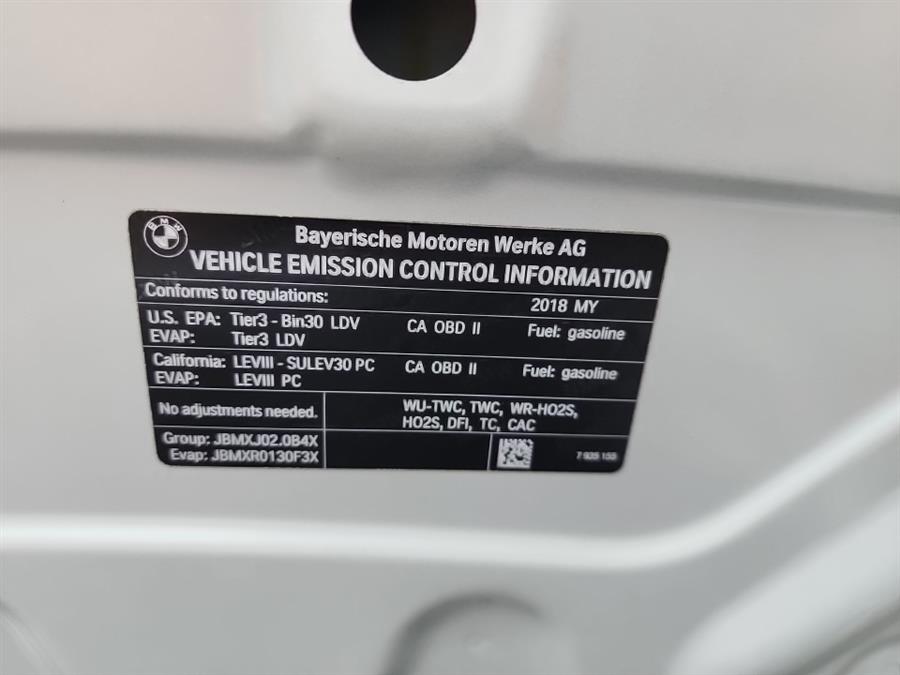 BMW
Bayerische Motoren Werke AG
VEHICLE EMISSION CONTROL INFORMATION
Conforms to regulations: 2018 MY
U.S. EPA: Tier3 - Bin30 LDV CA OBD II Fuel: gasoline
EVAP: Tier3 LDV
California: LEVIII - SULEV30 PC CA OBD II Fuel: gasoline
EVAP: LEVIII PC
No adjustments needed.
WU-TWC, TWC, WR-HO2S,
HO2S, DFI, TC, CAC
Group: JBMXJ02.0B4X
Evap: JBMXR0130F3X
7 935 155